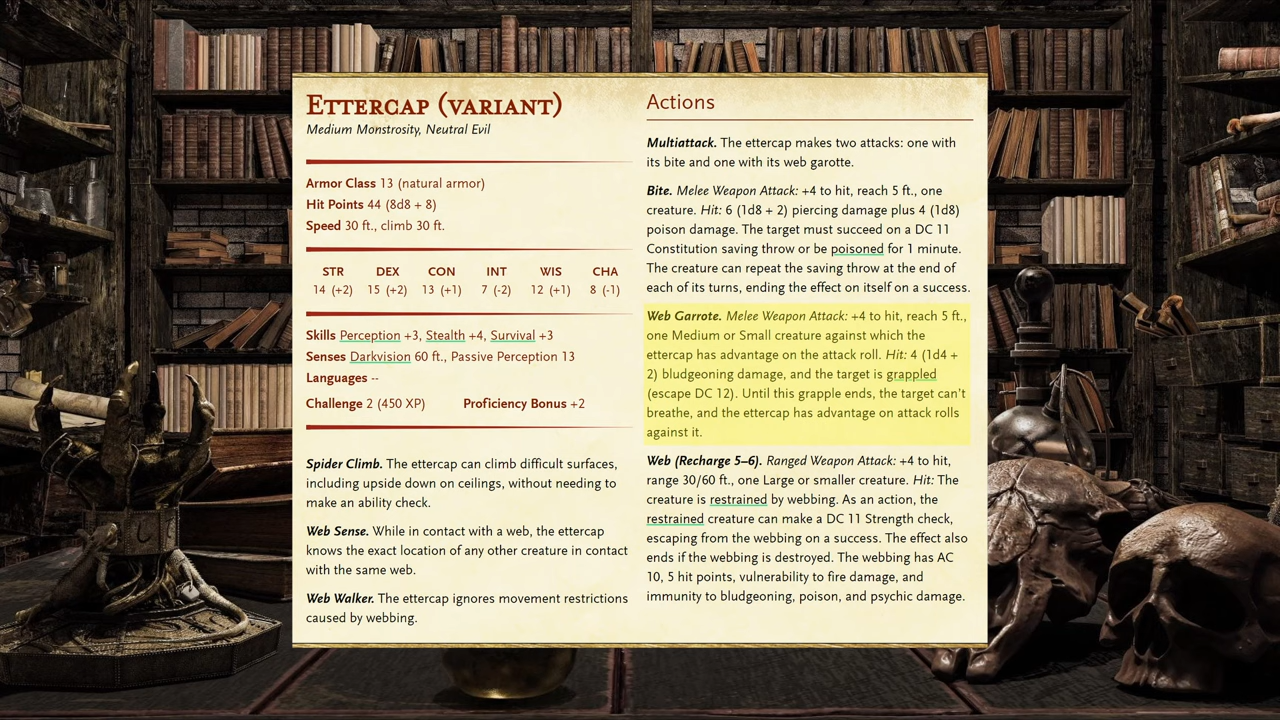 Ettercap (variant)
Medium Monstrosity, Neutral Evil
Armor Class 13 (natural armor)
Hit Points 44 (8d8 + 8)
Speed 30 ft., climb 30 ft.
STR DEX CON INT WIS CHA
14 (+2) 15 (+2) 13 (+1) 7 (-2) 12 (+1) 8 (-1)
Skills Perception +3, Stealth +4, Survival +3
Senses Darkvision 60 ft., Passive Perception 13
Languages --
Challenge 2 (450 XP) Proficiency Bonus +2
Spider Climb. The ettercap can climb difficult surfaces,
including upside down on ceilings, without needing to
make an ability check.
Web Sense. While in contact with a web, the ettercap
knows the exact location of any other creature in contact
with the same web.
Web Walker. The ettercap ignores movement restrictions
caused by webbing.
Actions
Multiattack. The ettercap makes two attacks: one with
its bite and one with its web garotte.
Bite. Melee Weapon Attack: +4 to hit, reach 5 ft., one
creature. Hit: 6 (1d8 + 2) piercing damage plus 4 (1d8)
poison damage. The target must succeed on a DC 11
Constitution saving throw or be poisoned for 1 minute.
The creature can repeat the saving throw at the end of
each of its turns, ending the effect on itself on a success.
Web Garrote. Melee Weapon Attack: +4 to hit, reach 5 ft.,
one Medium or Small creature against which the
ettercap has advantage on the attack roll. Hit: 4 (1d4 +
2) bludgeoning damage, and the target is grappled
(escape DC 12). Until this grapple ends, the target can't
breathe, and the ettercap has advantage on attack rolls
against it.
Web (Recharge 5–6). Ranged Weapon Attack: +4 to hit,
range 30/60 ft., one Large or smaller creature. Hit: The
creature is restrained by webbing. As an action, the
restrained creature can make a DC 11 Strength check,
escaping from the webbing on a success. The effect also
ends if the webbing is destroyed. The webbing has AC
10, 5 hit points, vulnerability to fire damage, and
immunity to bludgeoning, poison, and psychic damage.